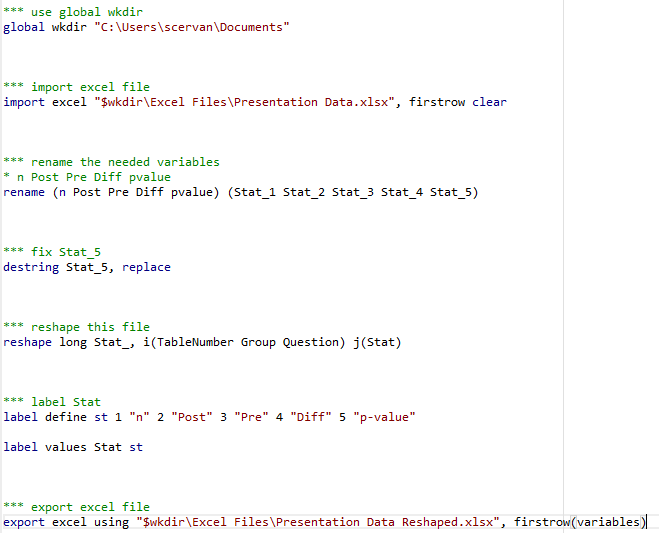 *** use global wkdir
global wkdir "C:\Users\scervan\Documents"
*** import excel file
import excel "$wkdir\Excel Files\Presentation Data.xlsx", firstrow clear
*** rename the needed variables
* n Post Pre Diff pvalue
rename (n Post Pre Diff pvalue) (Stat_1 Stat_2 Stat_3 Stat_4 Stat_5)
*** fix Stat_5
destring Stat_5, replace
*** reshape this file
reshape long Stat_, i(TableNumber Group Question) j(Stat)
*** label Stat
label define st 1 "n" 2 "Post" 3 "Pre" 4 "Diff" 5 "p-value"
label values Stat st
*** export excel file
export excel using "$wkdir\Excel Files\Presentation Data Reshaped.xlsx", firstrow(variables)